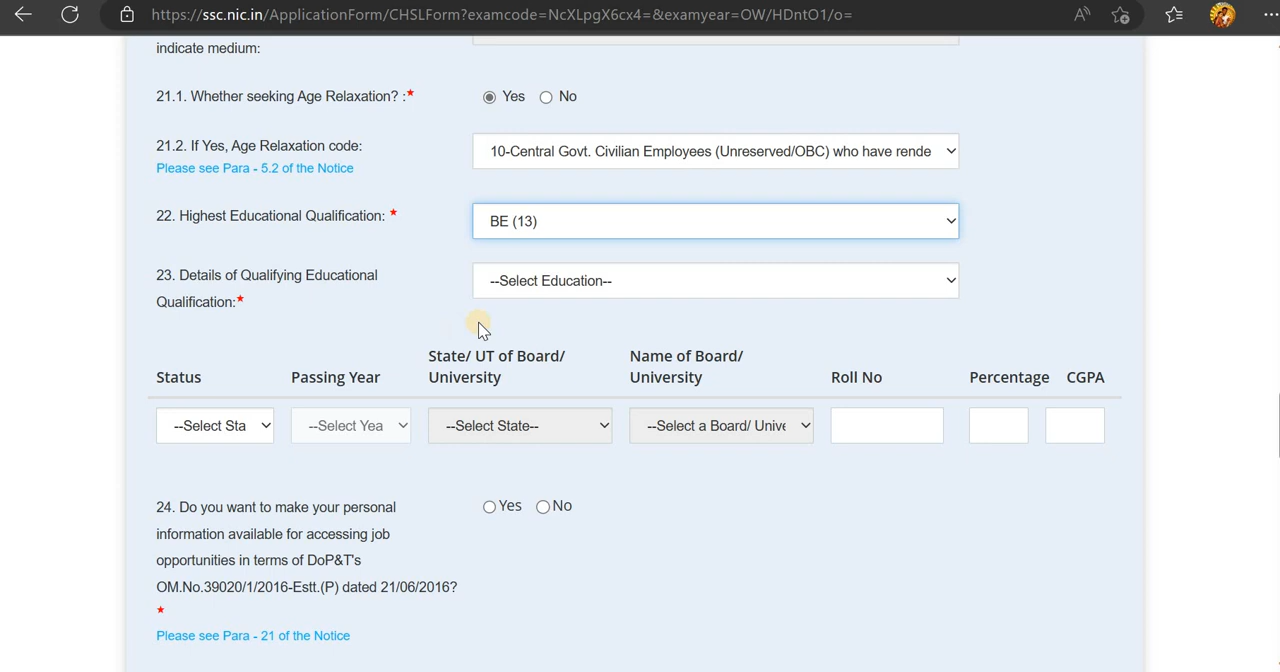 https://ssc.nic.in/ApplicationForm/CHSLForm?examcode=NcXLpgX6cx4=&examyear=OW/HDntO1/o=
indicate medium:
21.1. Whether seeking Age Relaxation? :*
Yes No
21.2. If Yes, Age Relaxation code:
Please see Para - 5.2 of the Notice
10-Central Govt. Civilian Employees (Unreserved/OBC) who have rende
22. Highest Educational Qualification: *
BE (13)
23. Details of Qualifying Educational
Qualification:*
--Select Education--
Status Passing Year State/ UT of Board/ University Name of Board/ University Roll No Percentage CGPA
--Select Sta --Select Yea --Select State-- --Select a Board/ Unive
24. Do you want to make your personal
information available for accessing job
opportunities in terms of DoP&T's
OM.No.39020/1/2016-Estt.(P) dated 21/06/2016?
*
Yes No
Please see Para - 21 of the Notice